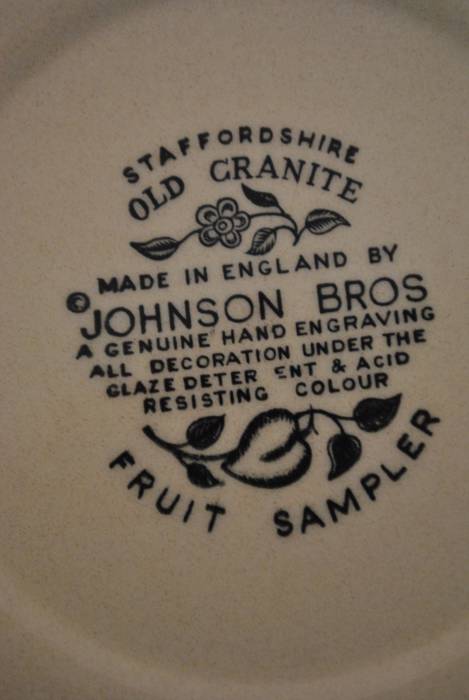 STAFFORDSHIRE
OLD GRANITE
MADE IN ENGLAND BY
© JOHNSON BROS
A GENUINE HAND ENGRAVING
ALL DECORATION UNDER THE
GLAZE DETER ENT & ACID
RESISTING COLOUR
FRUIT SAMPLER